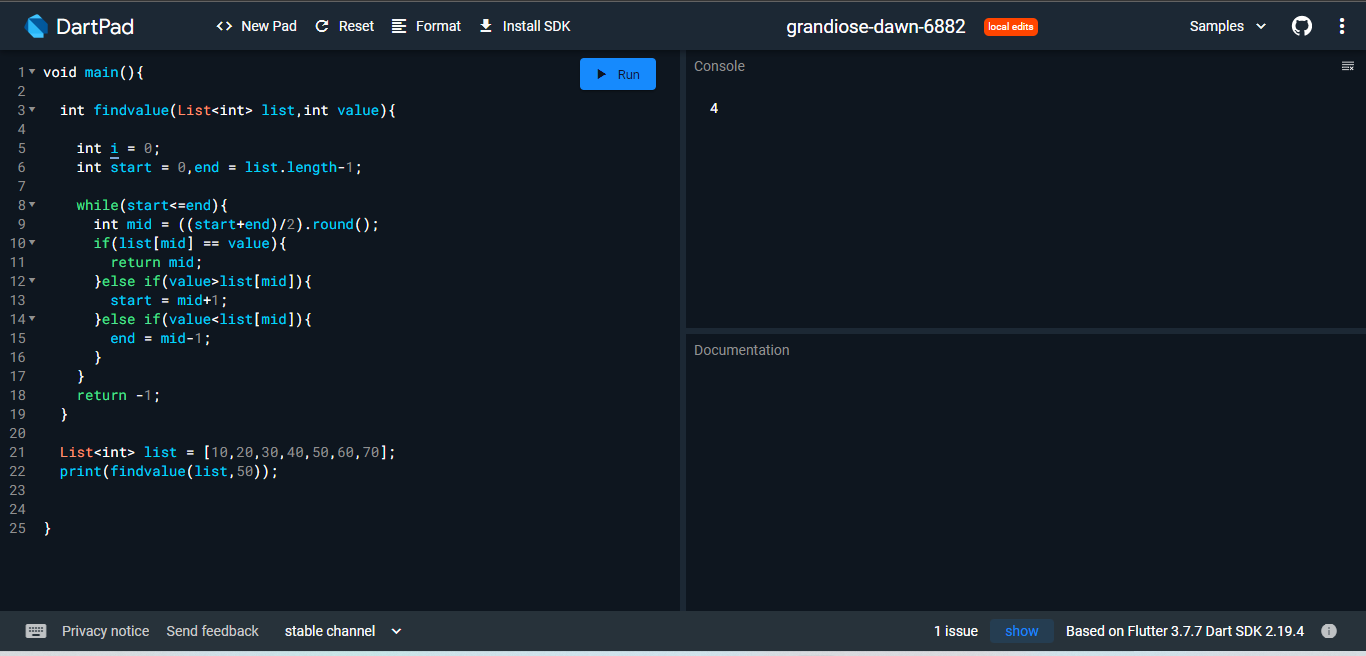 DartPad
New Pad
Reset
Format
Install SDK
grandiose-dawn-6882
local edits
Samples
Run
1 void main(){
2
3   int findvalue(List<int> list,int value){
4
5     int i = 0;
6     int start = 0,end = list.length-1;
7
8     while(start<=end){
9       int mid = ((start+end)/2).round();
10       if(list[mid] == value){
11         return mid;
12       }else if(value>list[mid]){
13         start = mid+1;
14       }else if(value<list[mid]){
15         end = mid-1;
16       }
17     }
18     return -1;
19   }
20
21   List<int> list = [10,20,30,40,50,60,70];
22   print(findvalue(list,50));
23
24
25 }
Console
4
Documentation
Privacy notice
Send feedback
stable channel
1 issue
show
Based on Flutter 3.7.7 Dart SDK 2.19.4